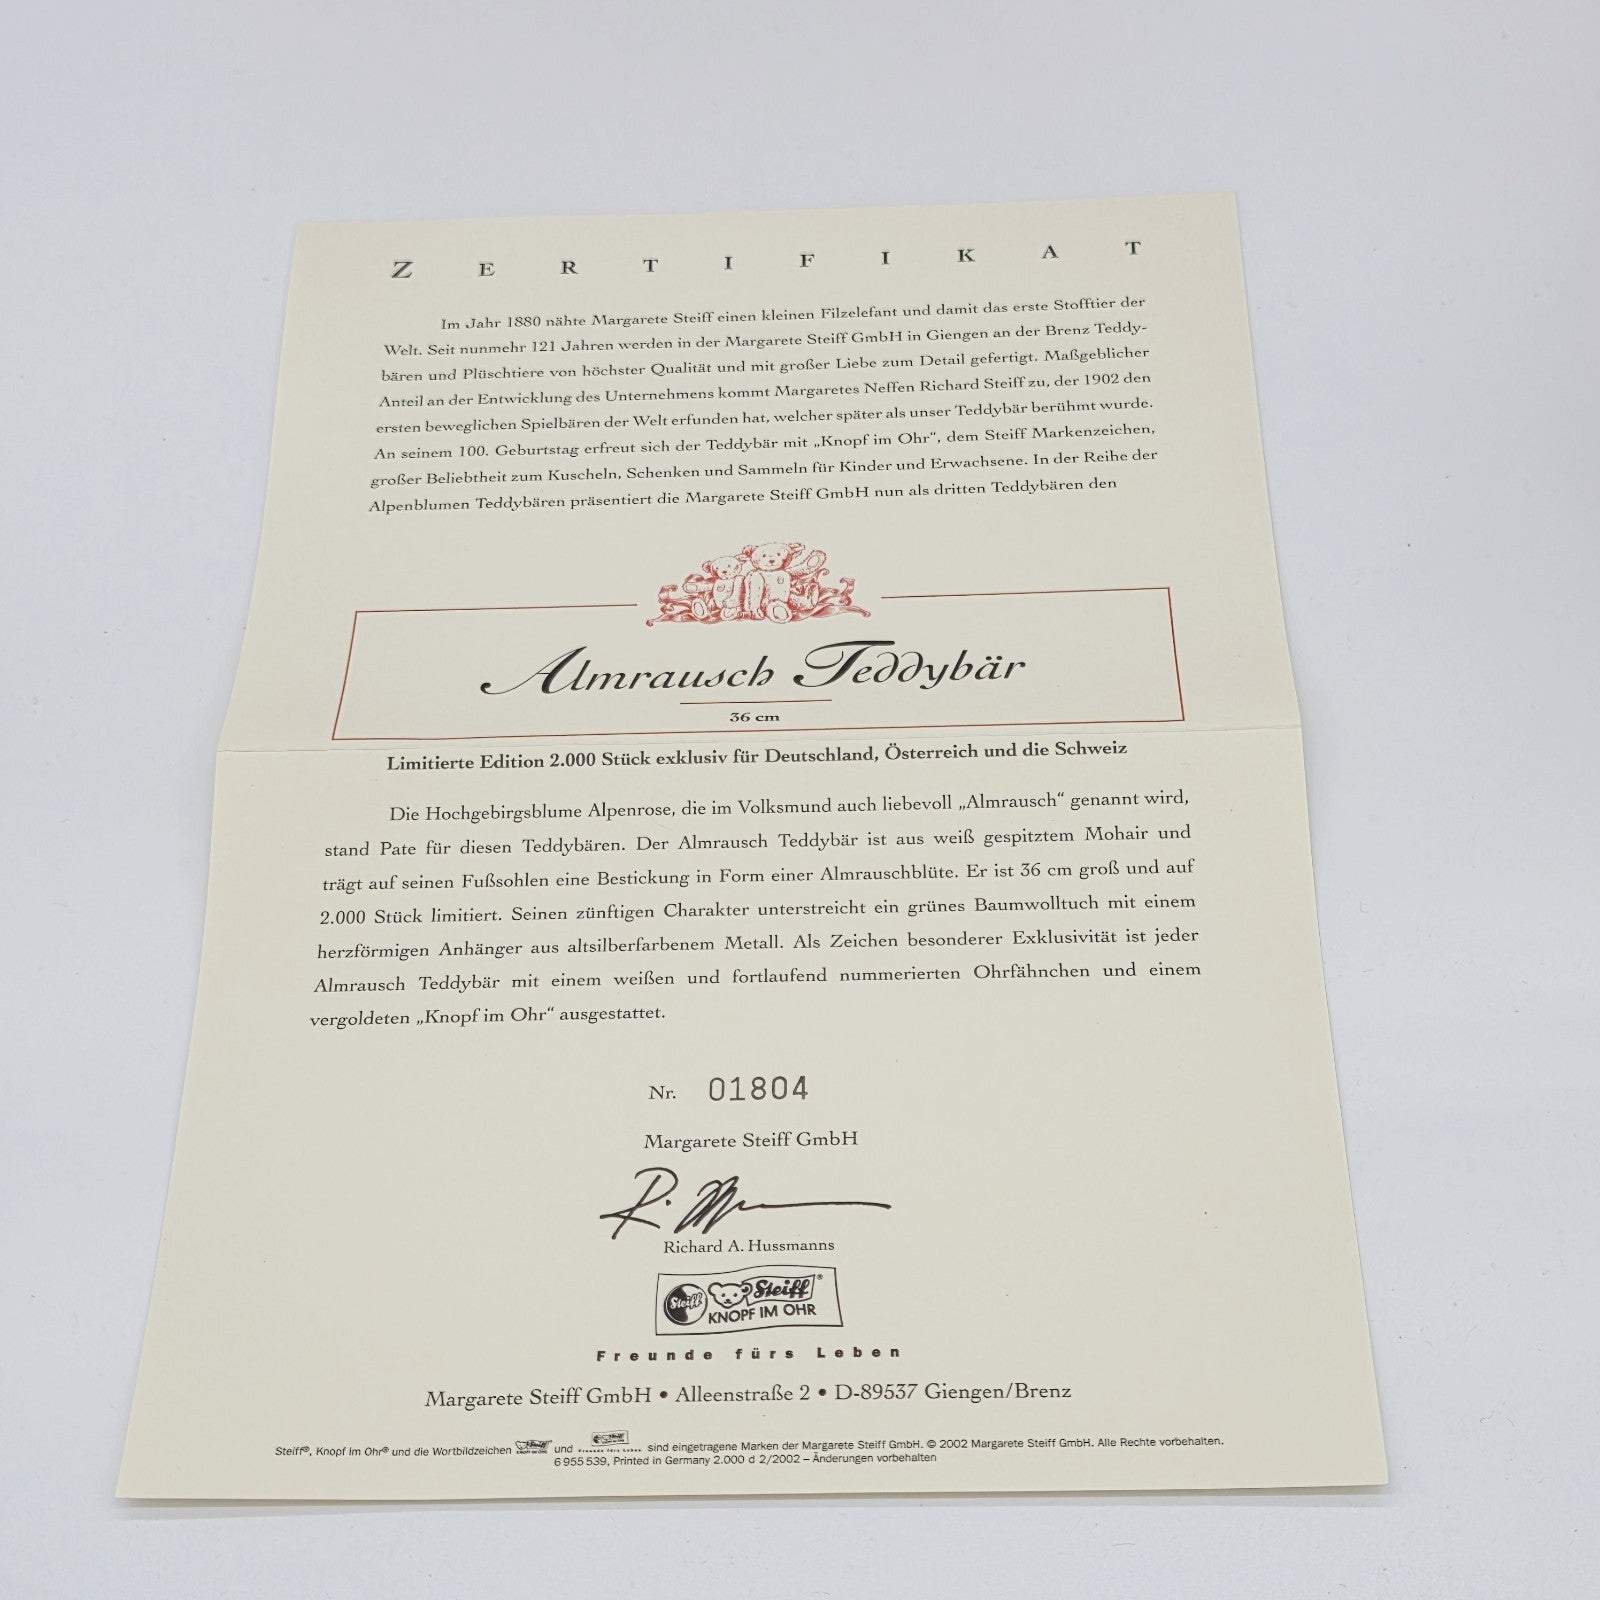 ZERTIFIKAT
Im Jahr 1880 nähte Margarete Steiff einen kleinen Filzelefant und damit das erste Stofftier der
Welt. Seit nunmehr 121 Jahren werden in der Margarete Steiff GmbH in Giengen an der Brenz Teddy-
bären und Plüschtiere von höchster Qualität und mit großer Liebe zum Detail gefertigt. Maßgeblicher
Anteil an der Entwicklung des Unternehmens kommt Margaretes Neffen Richard Steiff zu, der 1902 den
ersten beweglichen Spielbären der Welt erfunden hat, welcher später als unser Teddybär berühmt wurde.
An seinem 100. Geburtstag erfreut sich der Teddybär mit „Knopf im Ohr“, dem Steiff Markenzeichen,
großer Beliebtheit zum Kuscheln, Schenken und Sammeln für Kinder und Erwachsene. In der Reihe der
Alpenblumen Teddybären präsentiert die Margarete Steiff GmbH nun als dritten Teddybären den
Almrausch Teddybär
36 cm
Limitierte Edition 2.000 Stück exklusiv für Deutschland, Österreich und die Schweiz
Die Hochgebirgsblume Alpenrose, die im Volksmund auch liebevoll „Almrausch“ genannt wird,
stand Pate für diesen Teddybären. Der Almrausch Teddybär ist aus weiß gespitztem Mohair und
trägt auf seinen Fußsohlen eine Bestickung in Form einer Almrauschblüte. Er ist 36 cm groß und auf
2.000 Stück limitiert. Seinen zünftigen Charakter unterstreicht ein grünes Baumwolltuch mit einem
herzförmigen Anhänger aus altsilberfarbenem Metall. Als Zeichen besonderer Exklusivität ist jeder
Almrausch Teddybär mit einem weißen und fortlaufend nummerierten Ohrfähnchen und einem
vergoldeten „Knopf im Ohr“ ausgestattet.
Nr. 01804
Margarete Steiff GmbH
Richard A. Hussmanns
Steiff Steiff®
KNOPF IM OHR
Freunde fürs Leben
Margarete Steiff GmbH • Alleenstraße 2 • D-89537 Giengen/Brenz
Steiff®, Knopf im Ohr® und die Wortbildzeichen und sind eingetragene Marken der Margarete Steiff GmbH. © 2002 Margarete Steiff GmbH. Alle Rechte vorbehalten.
6 955 539, Printed in Germany 2.000 d 2/2002 – Änderungen vorbehalten